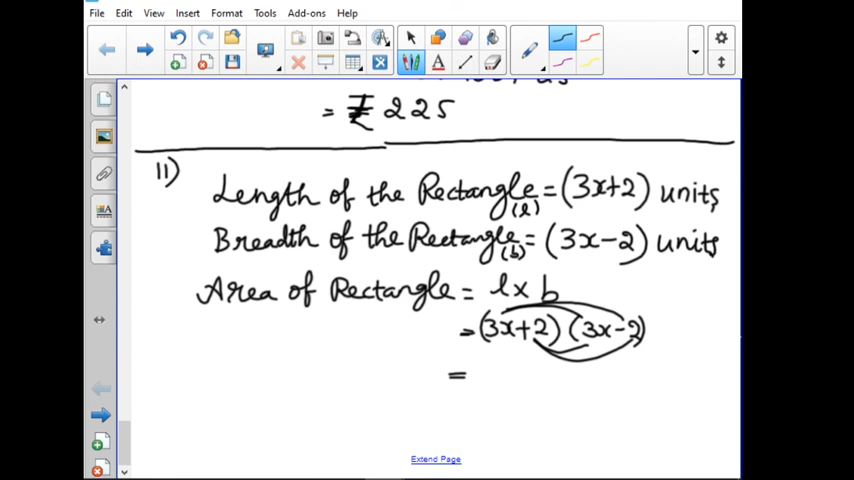 File Edit View Insert Format Tools Add-ons Help
= ₹ 225
11)
Length of the Rectangle (l) = (3x+2) units
Breadth of the Rectangle (b) = (3x-2) units
Area of Rectangle = l x b
= (3x+2) (3x-2)
=
Extend Page